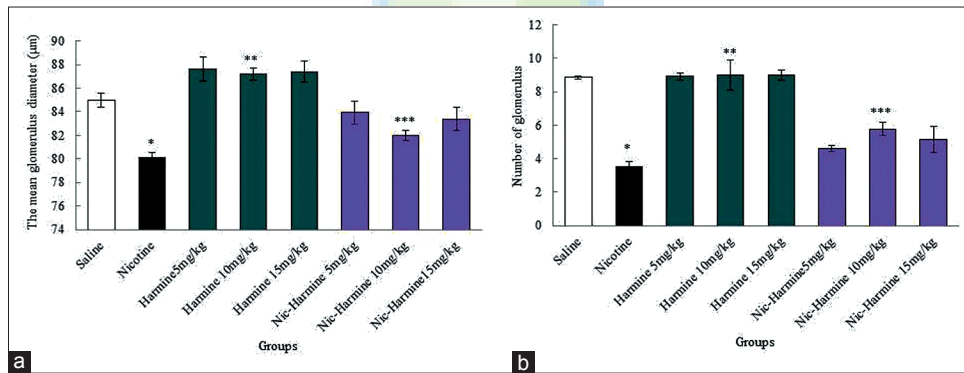 The mean glomerulus diameter (µm)
90
88
86
84
82
80
78
76
74
*
**
***
Saline
Nicotine
Harmine5mg/kg
Harmine 10mg/kg
Harmine 15mg/kg
Nic-Harmine 5mg/kg
Nic-Harmine 10mg/kg
Nic-Harmine15mg/kg
Groups
a
Number of glomerulus
12
10
8
6
4
2
0
*
**
***
Saline
Nicotine
Harmine 5mg/kg
Harmine 10mg/kg
Harmine 15mg/kg
Nic-Harmine5mg/kg
Nic-Harmine 10mg/kg
Nic-Harmine 15mg/kg
Groups
b